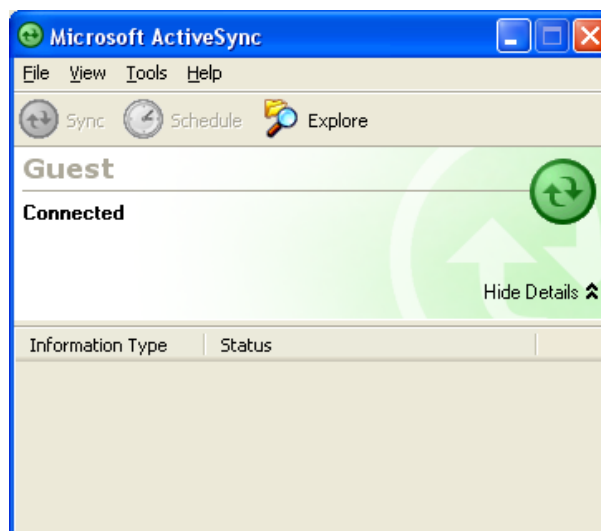 Microsoft ActiveSync
File View Tools Help
Sync Schedule Explore
Guest
Connected
Hide Details
Information Type Status